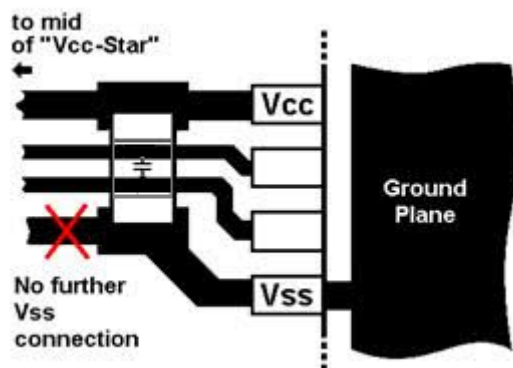 to mid
of "Vcc-Star"
Vcc
Ground
Plane
No further
Vss
connection
Vss